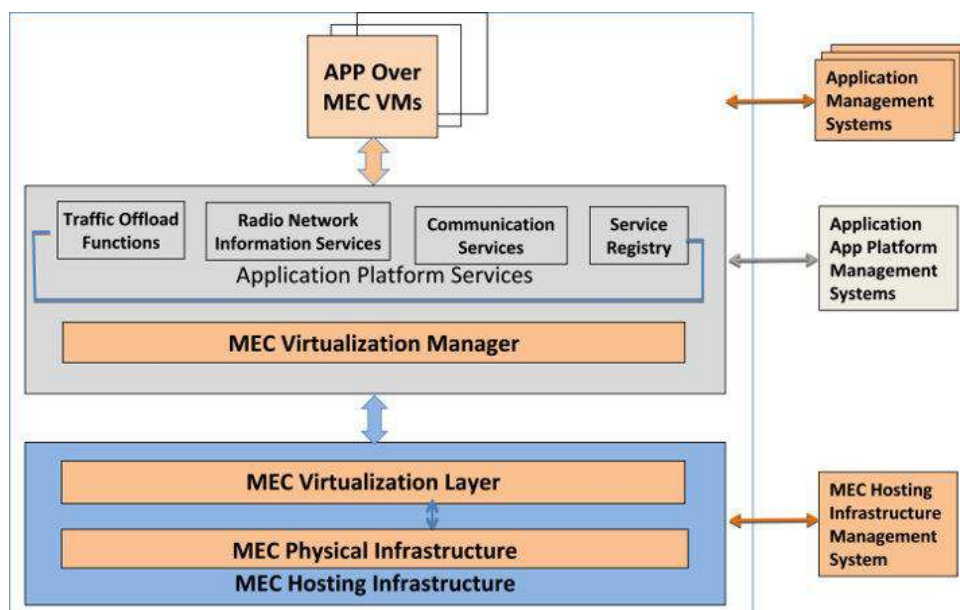 APP Over
MEC VMs
Application
Management
Systems
Traffic Offload
Functions
Radio Network
Information Services
Communication
Services
Service
Registry
Application Platform Services
Application
App Platform
Management
Systems
MEC Virtualization Manager
MEC Virtualization Layer
MEC Physical Infrastructure
MEC Hosting Infrastructure
MEC Hosting
Infrastructure
Management
System